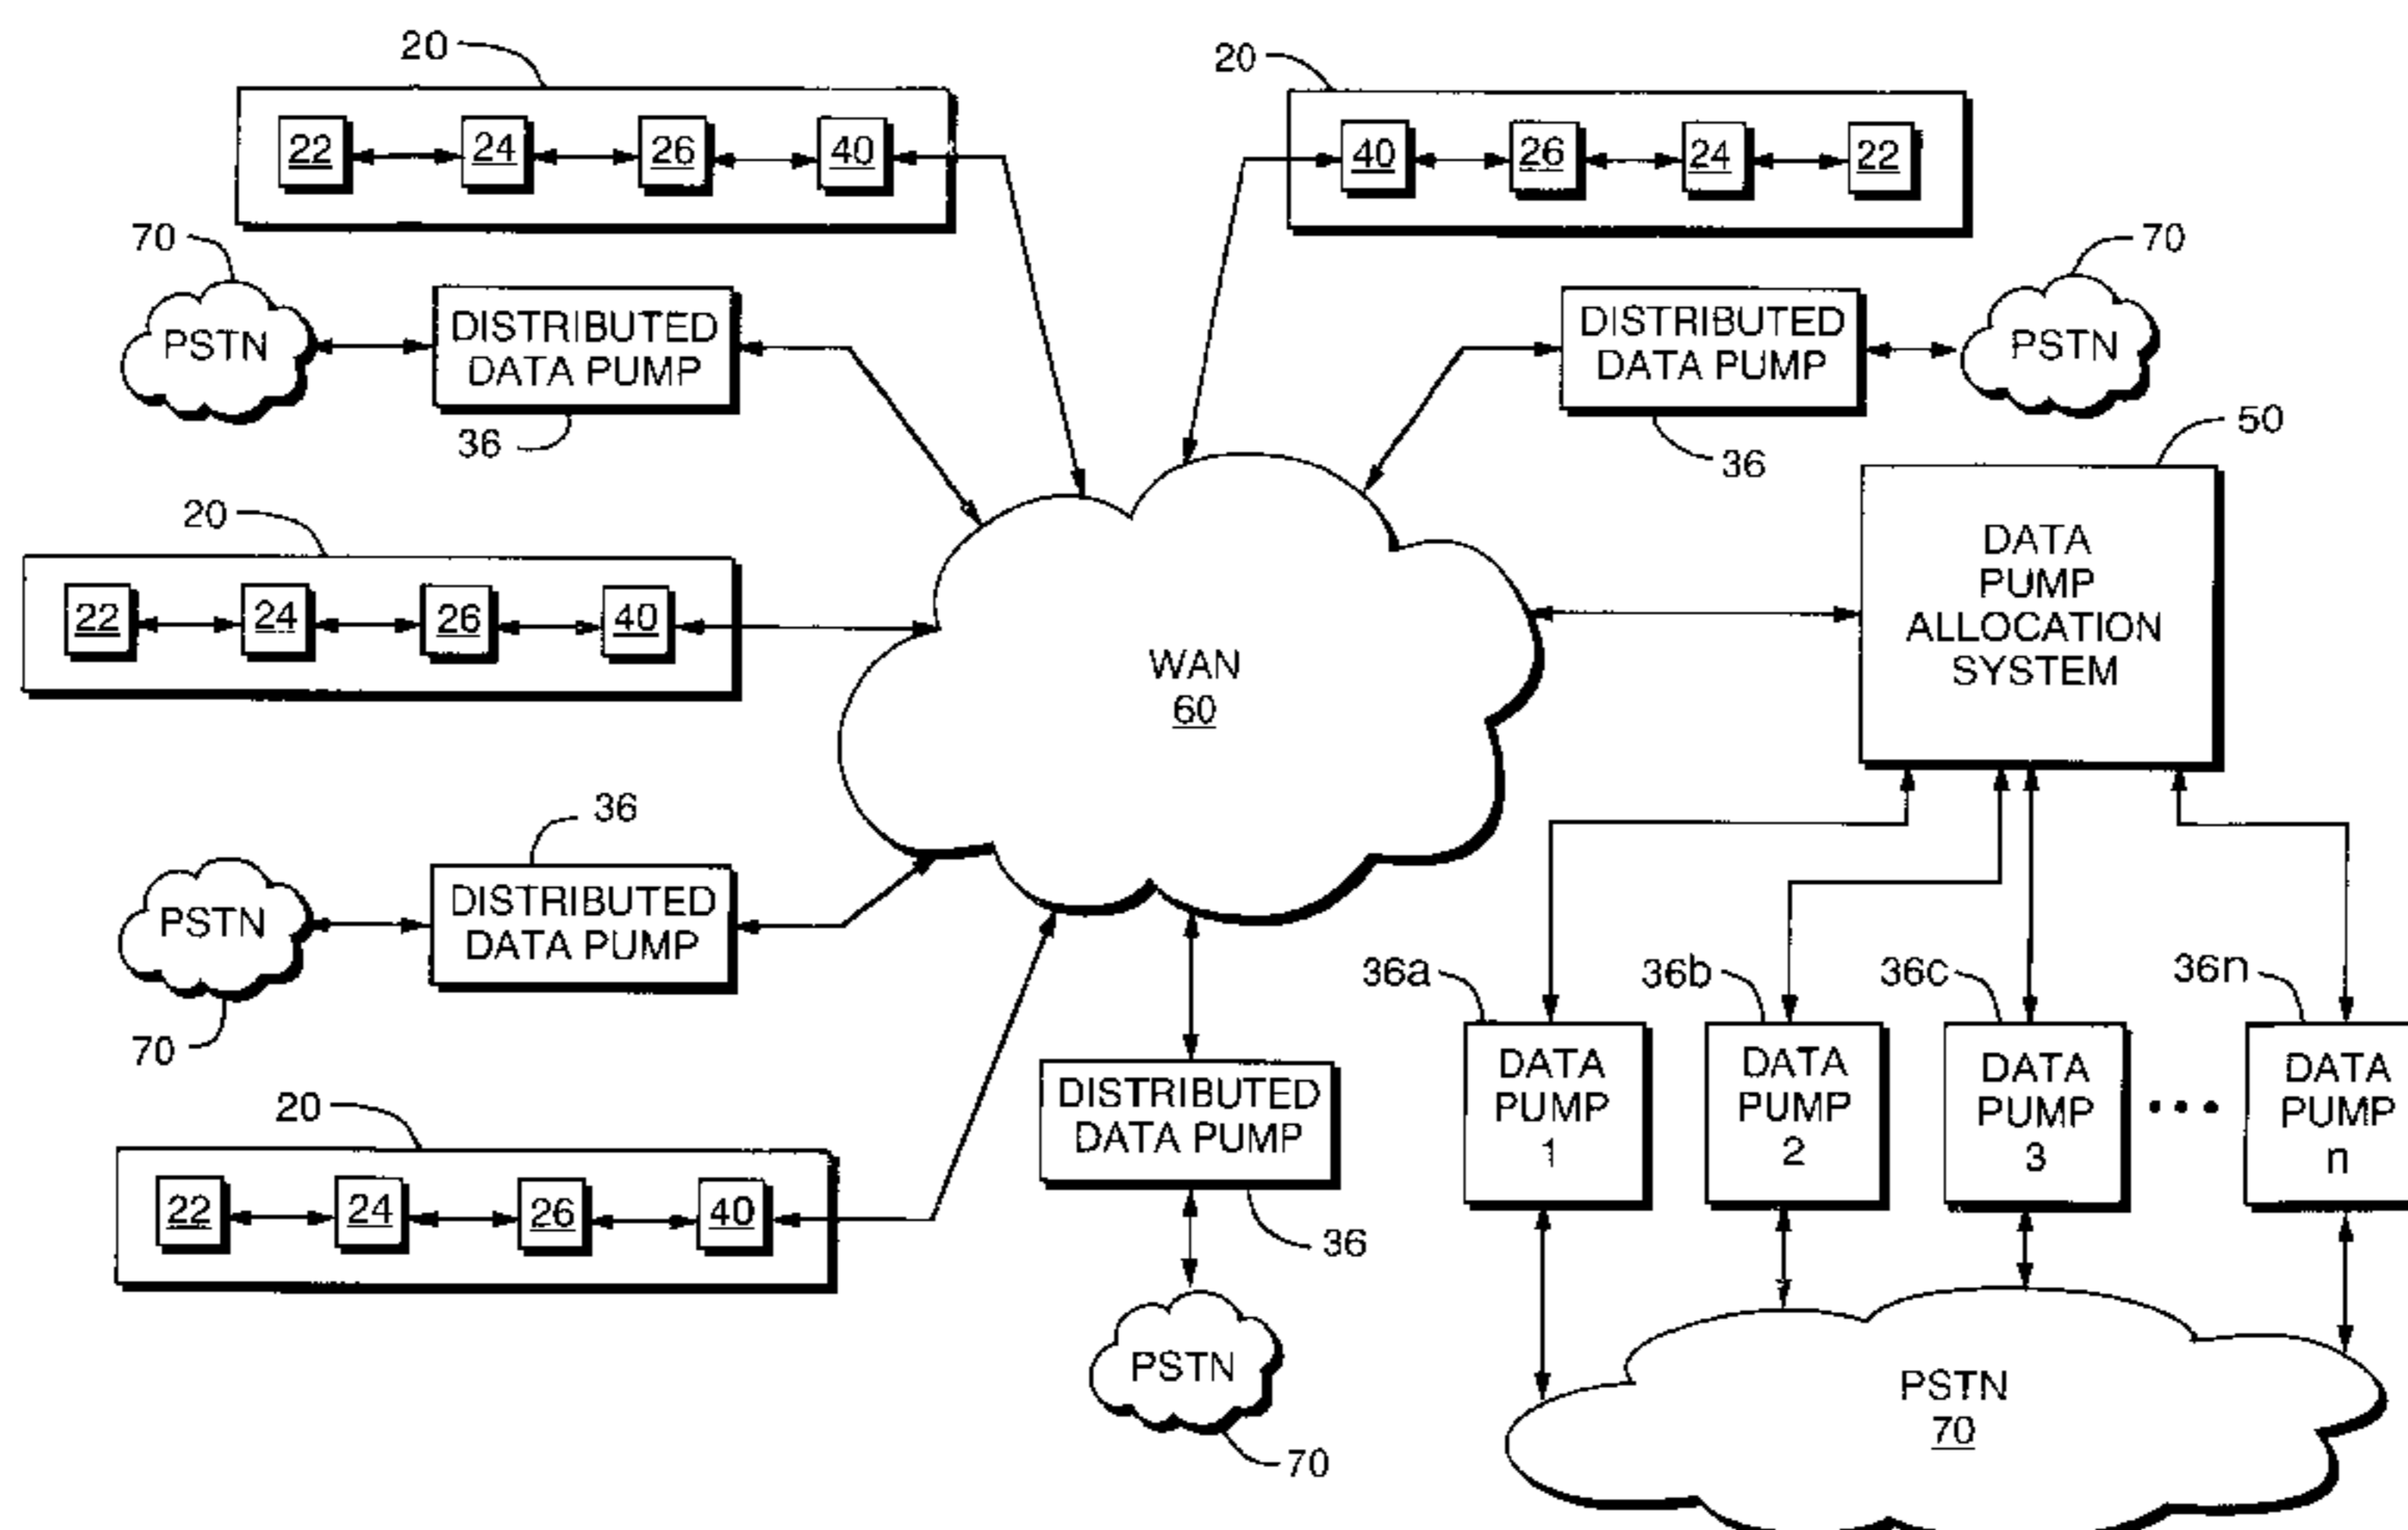 20
20
22
24
26
40
40
26
24
22
70
70
PSTN
DISTRIBUTED
DATA PUMP
DISTRIBUTED
DATA PUMP
PSTN
36
36
50
20
DATA
PUMP
ALLOCATION
SYSTEM
22
24
26
40
WAN
60
36
PSTN
DISTRIBUTED
DATA PUMP
70
36a
36b
36c
36n
DISTRIBUTED
DATA PUMP
36
DATA
PUMP
1
DATA
PUMP
2
DATA
PUMP
3
• • •
DATA
PUMP
n
20
22
24
26
40
PSTN
70
PSTN
70